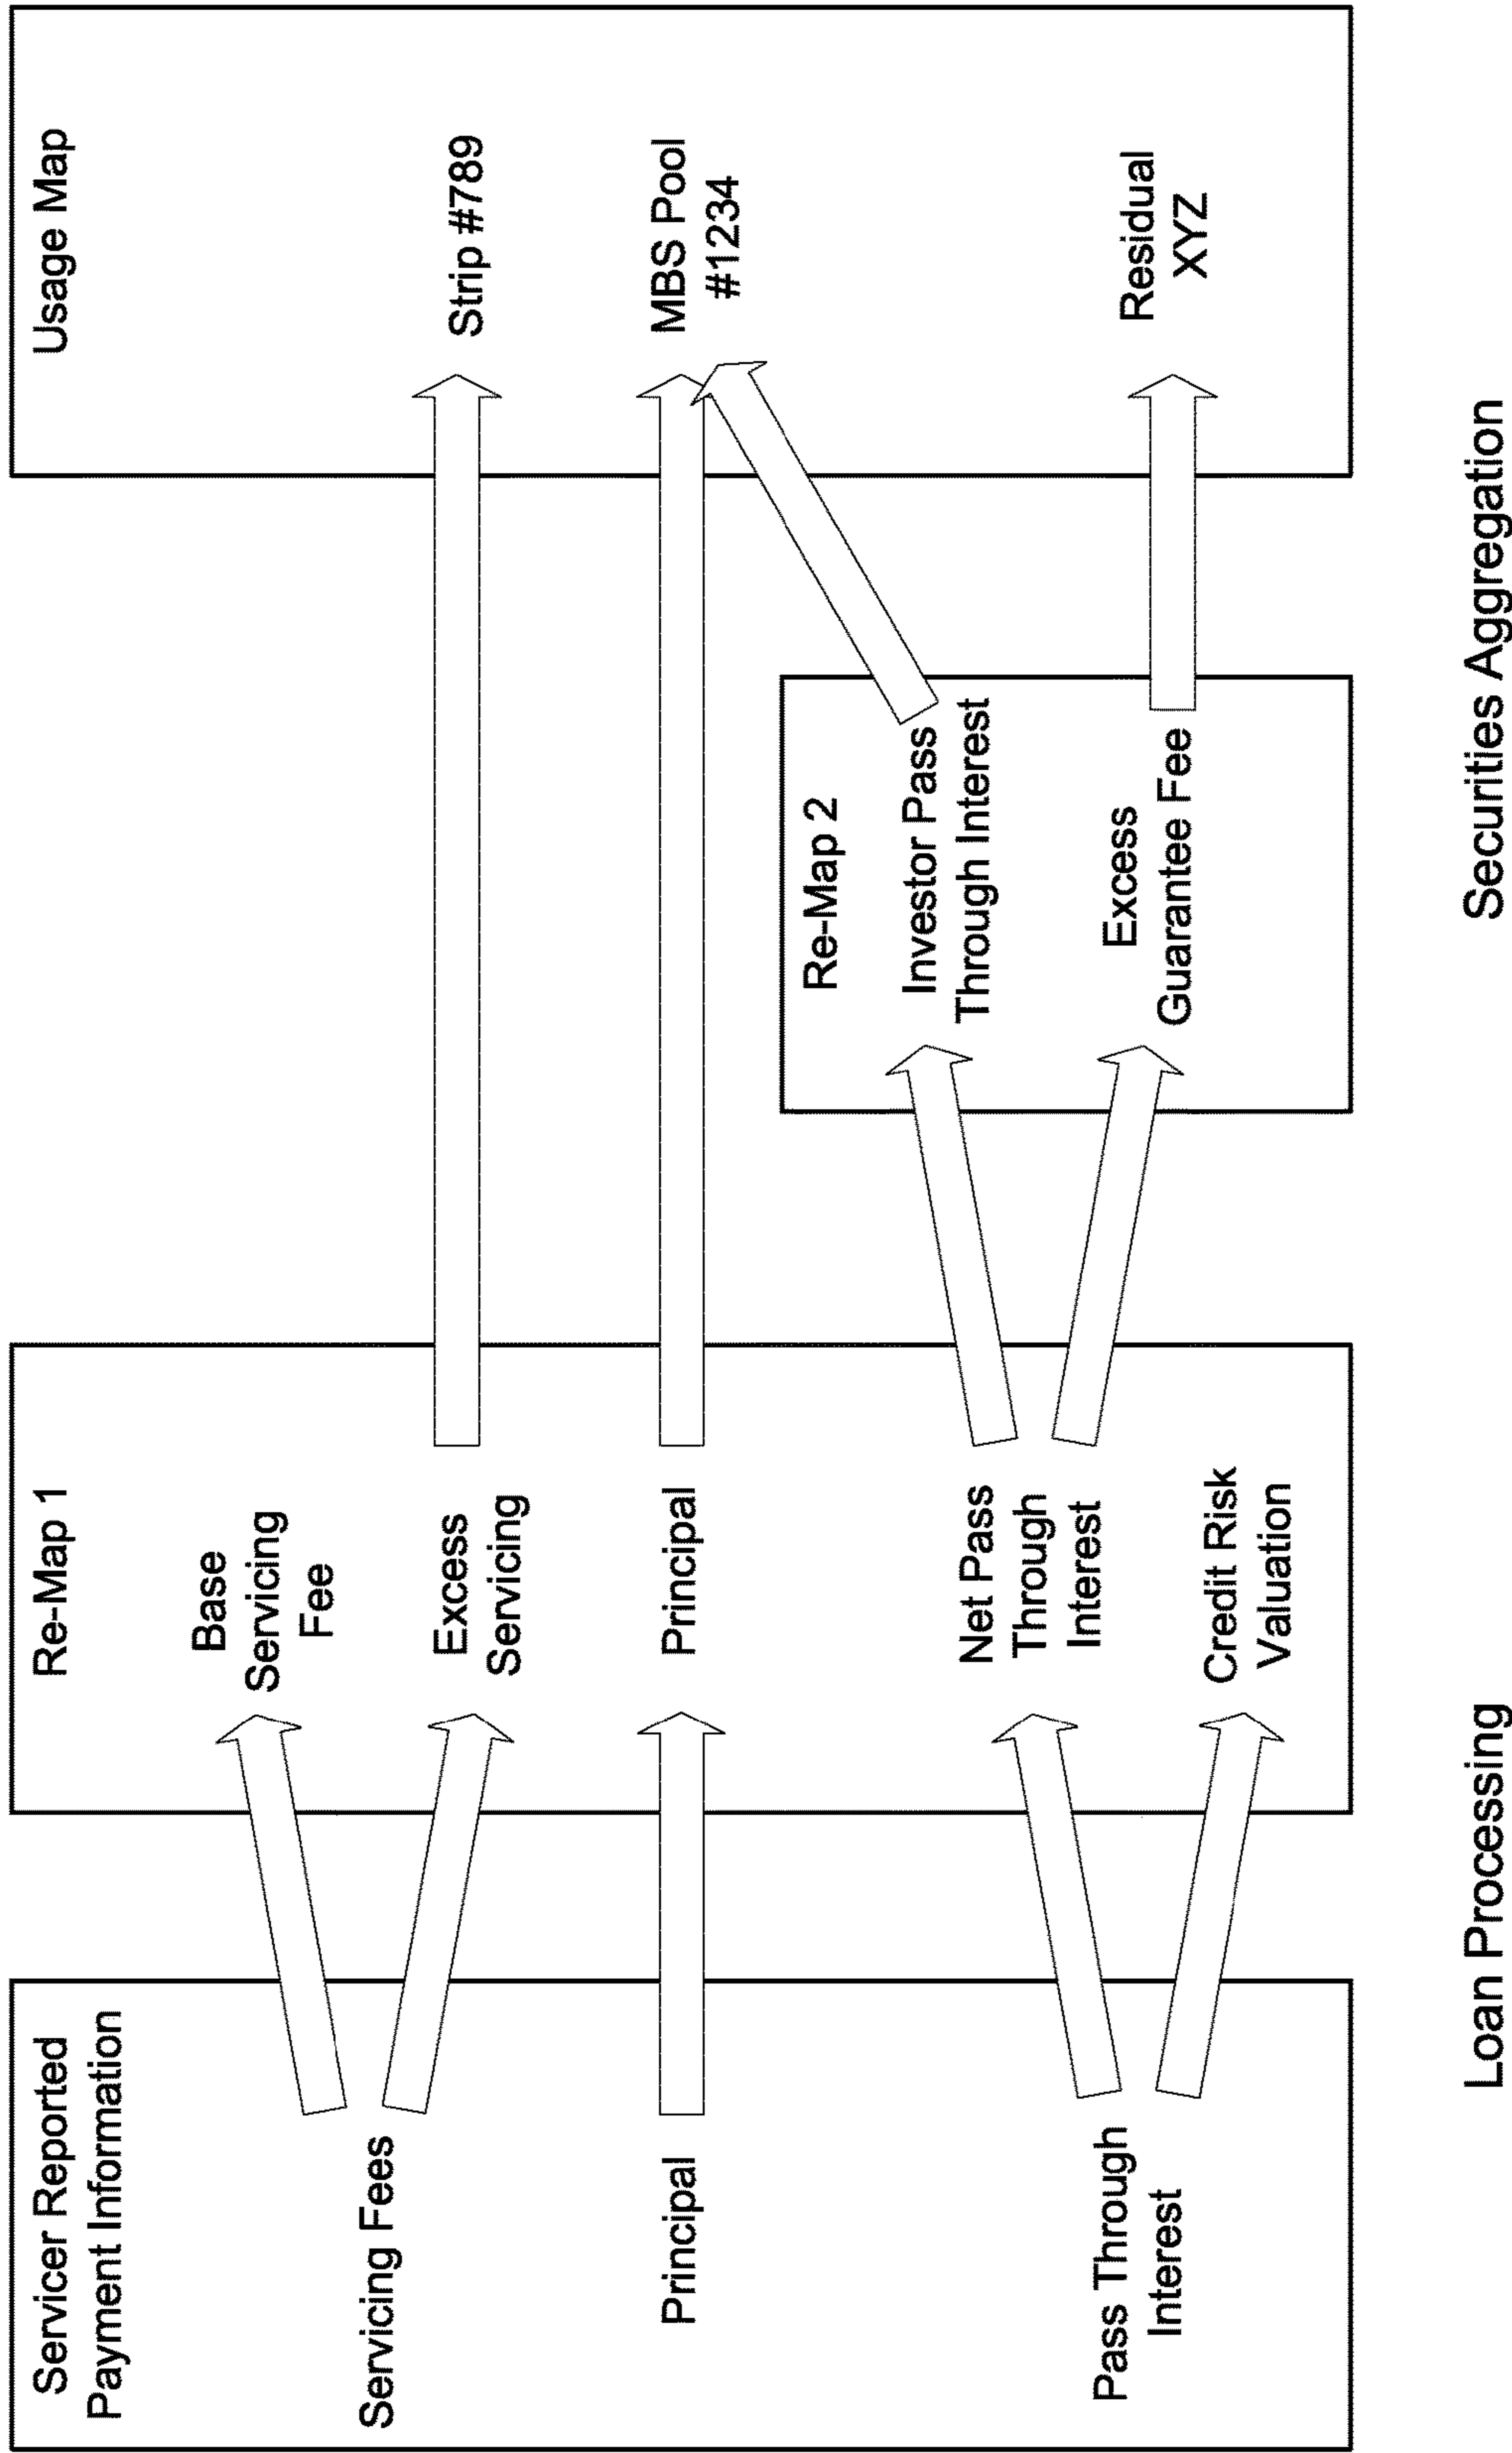 Servicer Reported
Payment Information
Servicing Fees
Principal
Pass Through
Interest
Re-Map 1
Base
Servicing
Fee
Excess
Servicing
Principal
Net Pass
Through
Interest
Credit Risk
Valuation
Re-Map 2
Investor Pass
Through Interest
Excess
Guarantee Fee
Usage Map
Strip #789
MBS Pool
#1234
Residual
XYZ
Loan Processing
Securities Aggregation